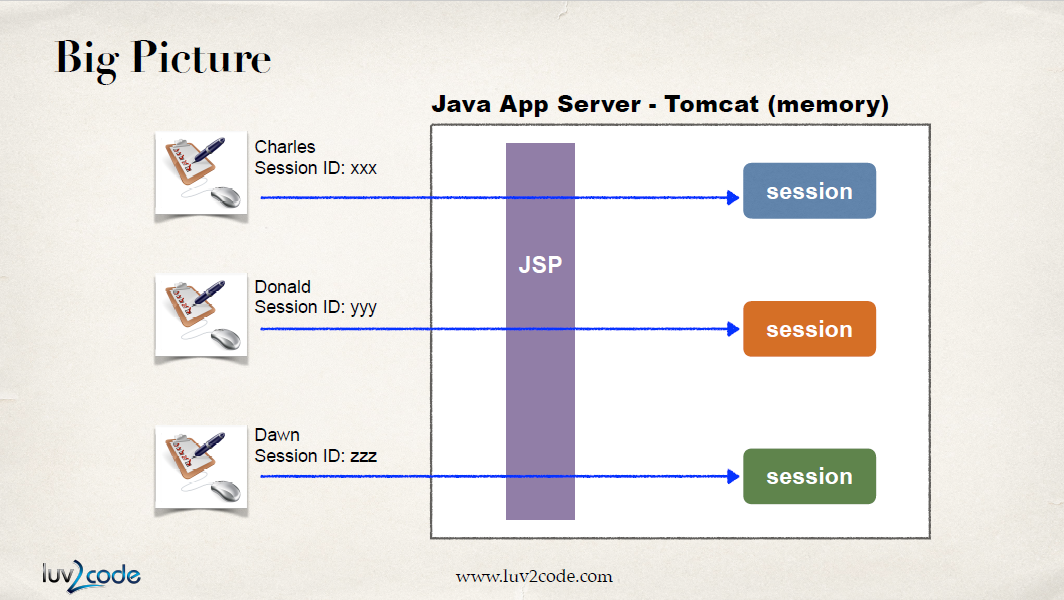 Big Picture
Java App Server - Tomcat (memory)
Charles
Session ID: xxx
session
JSP
Donald
Session ID: yyy
session
Dawn
Session ID: zzz
session
luv2code
www.luv2code.com